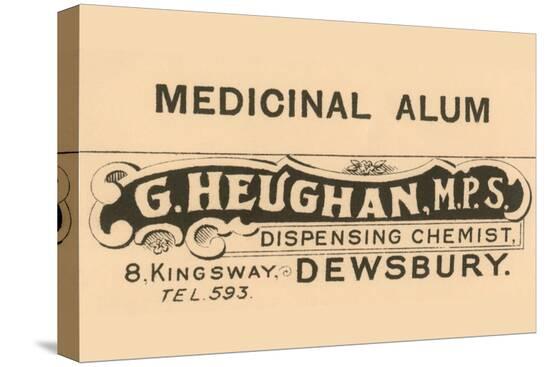 MEDICINAL ALUM
G. HEUGHAN, M.P.S.
DISPENSING CHEMIST,
8, KINGSWAY, DEWSBURY.
TEL. 593.